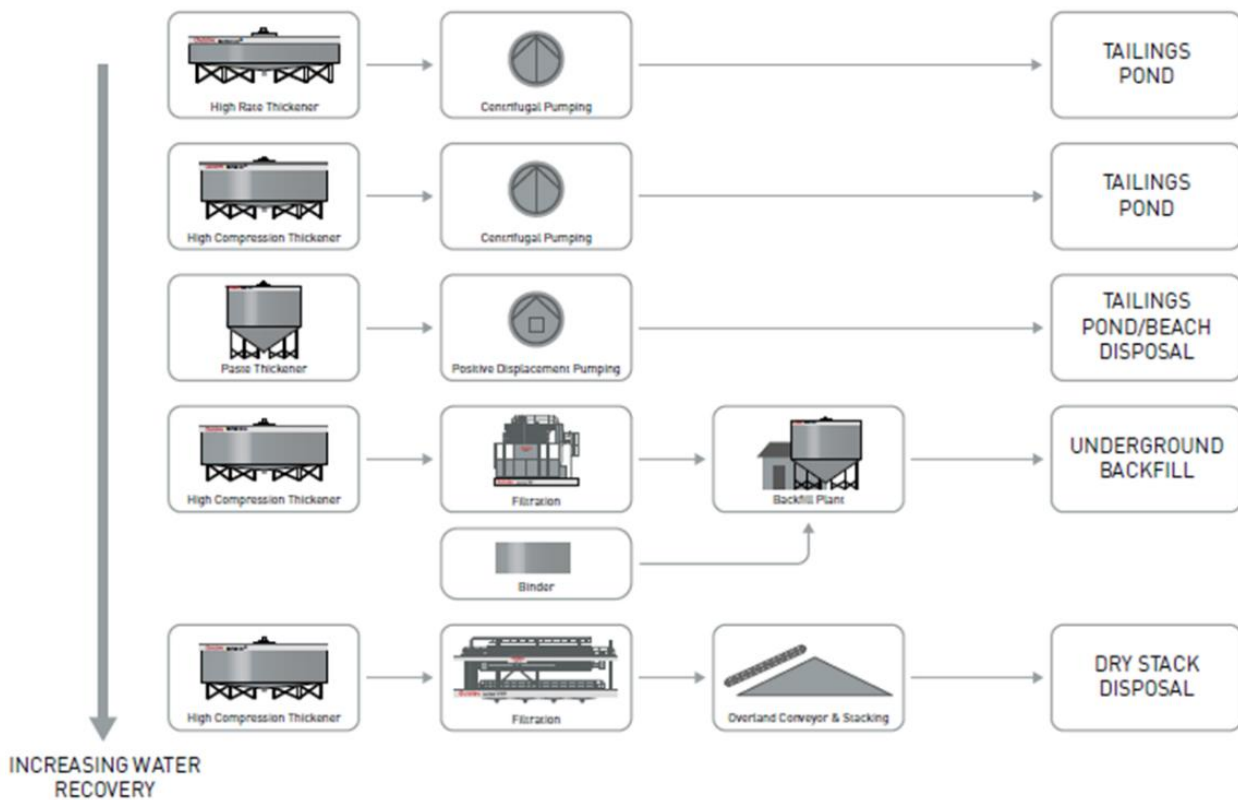 High Rate Thickener
Centrifugal Pumping
TAILINGS
POND
High Compression Thickener
Centrifugal Pumping
TAILINGS
POND
Paste Thickener
Positive Displacement Pumping
TAILINGS
POND/BEACH
DISPOSAL
High Compression Thickener
Filtration
Backfill Plant
UNDERGROUND
BACKFILL
Binder
High Compression Thickener
Filtration
Overland Conveyor & Stacking
DRY STACK
DISPOSAL
INCREASING WATER
RECOVERY